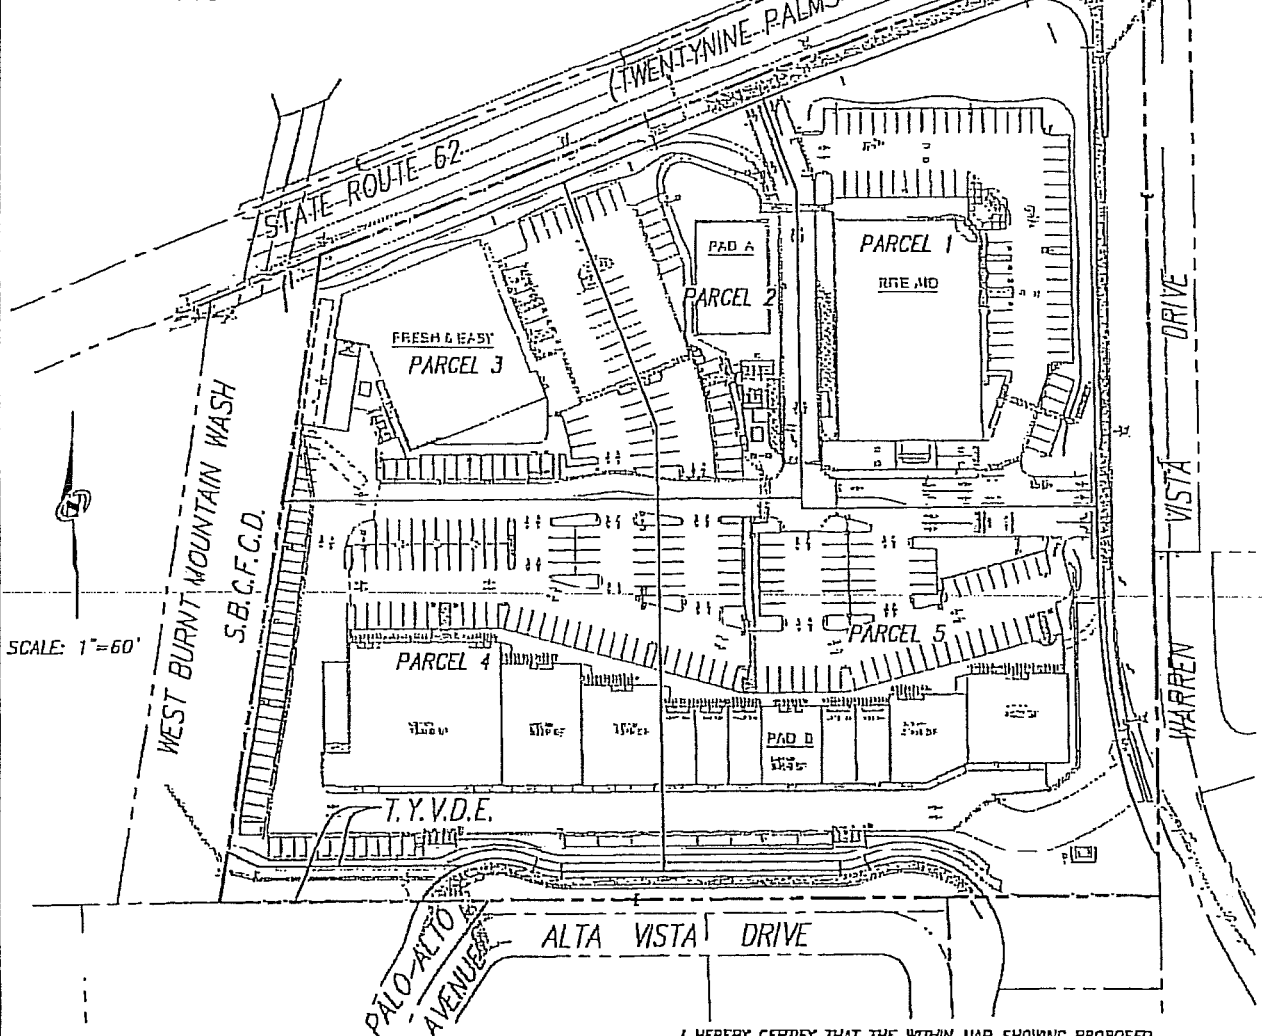 (TWENTYNINE PALMS
STATE ROUTE 62
PAD A
PARCEL 1
PARCEL 2
FRESH & EASY
PARCEL 3
DRIVE
VISTA
WARREN
WEST BURNT MOUNTAIN WASH
S.B.C.F.C.D.
SCALE: 1"=60'
PARCEL 5
PARCEL 4
PAD D
T.Y.V.D.E.
ALTA VISTA DRIVE
PALO ALTO
AVENUE
I HEREBY CERTIFY THAT THE WITHIN MAP SHOWING PROPOSED